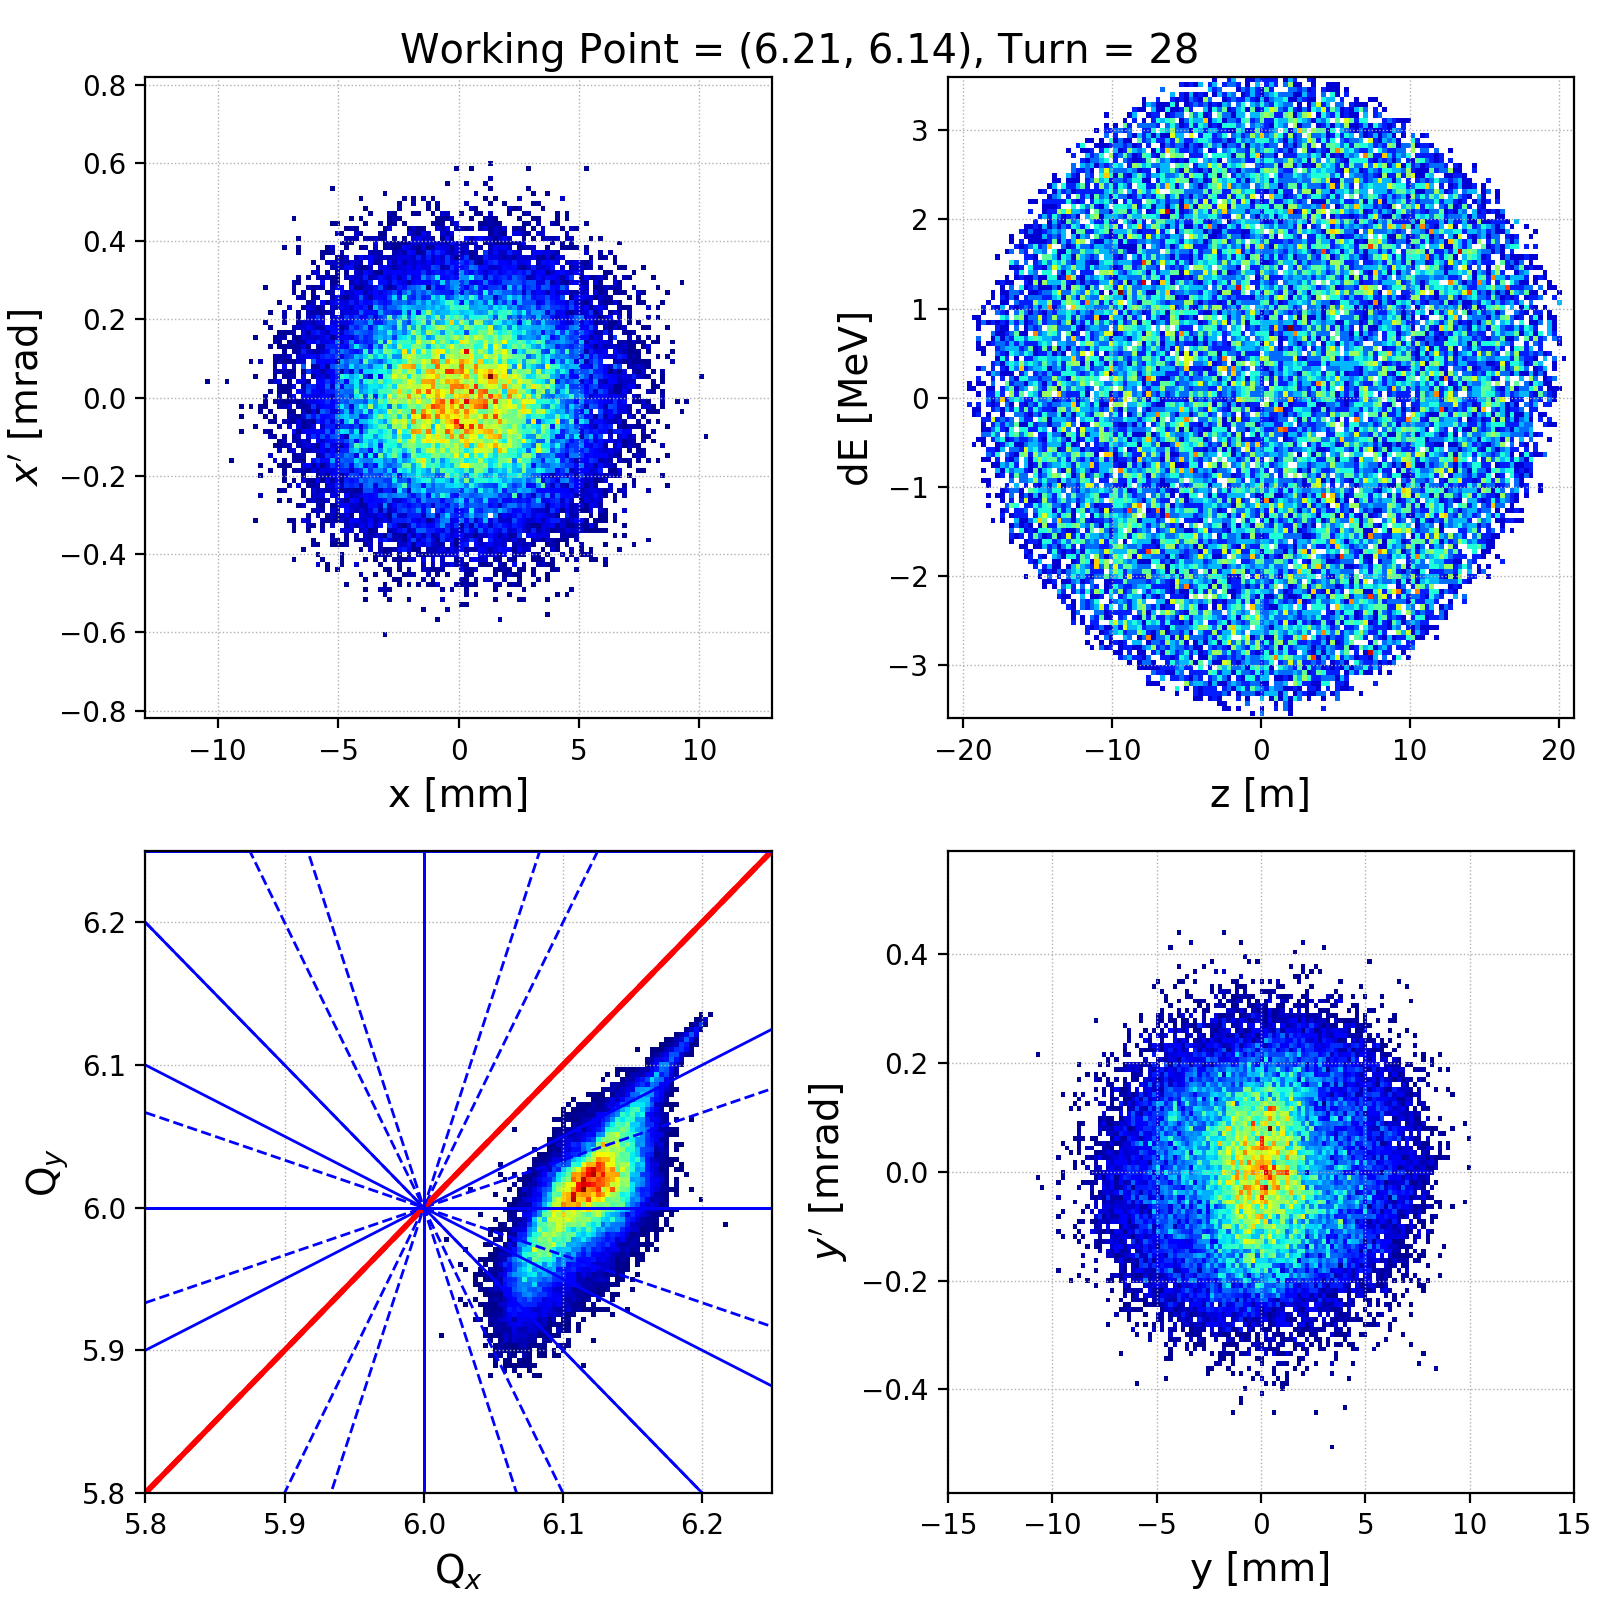 Working Point = (6.21, 6.14), Turn = 28
0.8
0.6
0.4
0.2
0.0
−0.2
−0.4
−0.6
−0.8
x′ [mrad]
−10 −5 0 5 10
x [mm]
3
2
1
0
−1
−2
−3
dE [MeV]
−20 −10 0 10 20
z [m]
6.2
6.1
6.0
5.9
5.8
Qy
5.8 5.9 6.0 6.1 6.2
Qx
0.4
0.2
0.0
−0.2
−0.4
y′ [mrad]
−15 −10 −5 0 5 10 15
y [mm]